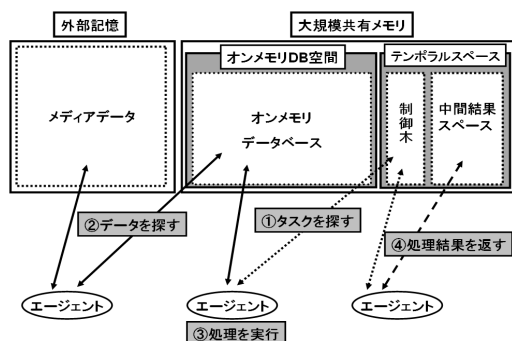 外部記憶
大規模共有メモリ
オンメモリDB空間
テンポラルスペース
メディアデータ
オンメモリ
データベース
制御木
中間結果
スペース
①タスクを探す
②データを探す
④処理結果を返す
エージェント
エージェント
エージェント
③処理を実行